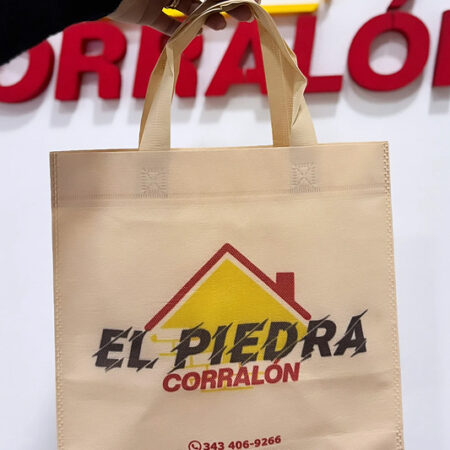 ORRALÓN
EL PIEDRA
CORRALÓN
343 406-9266